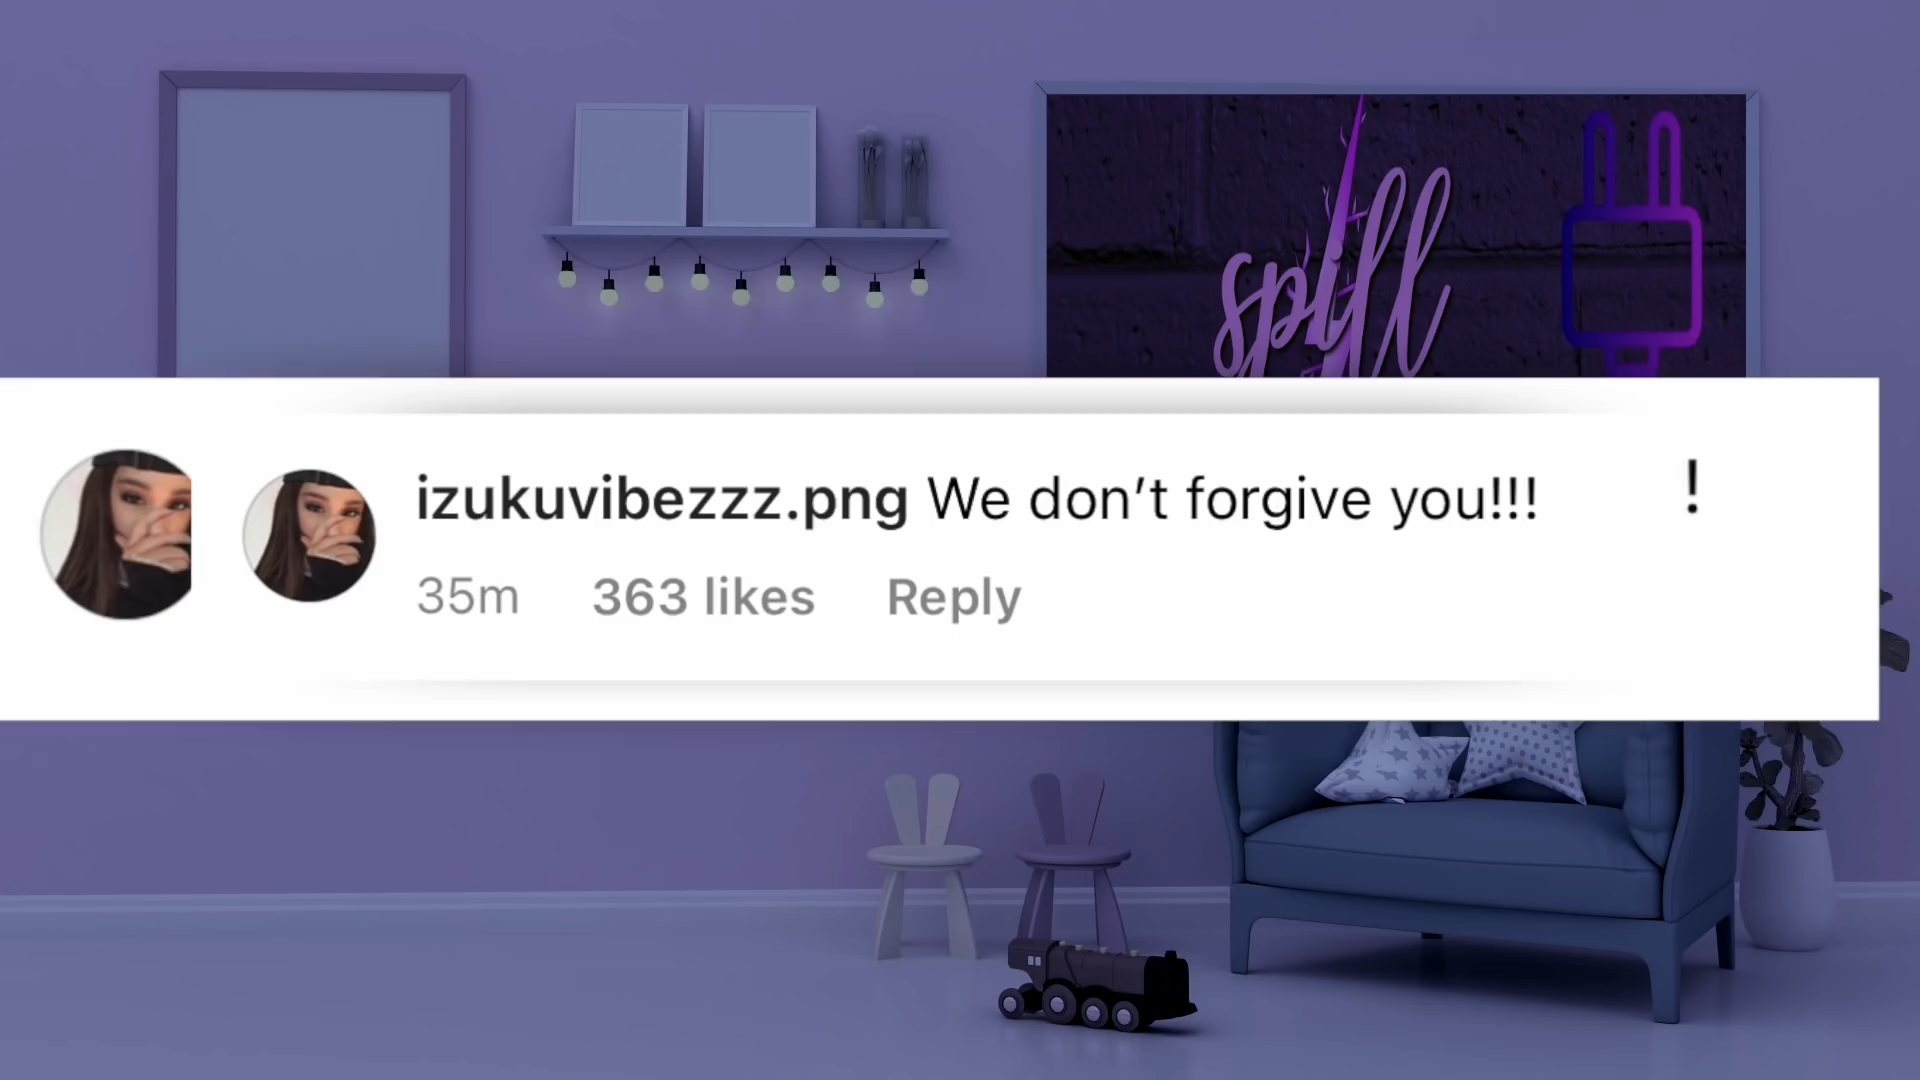 spill
izukuvibezzz.png We don’t forgive you!!! !
35m 363 likes Reply